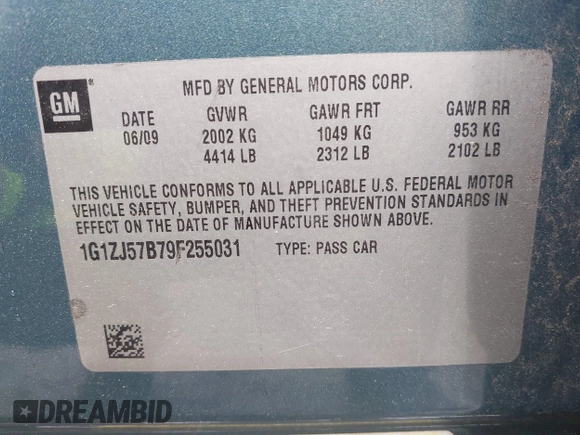 MFD BY GENERAL MOTORS CORP.
GM
DATE GVWR GAWR FRT GAWR RR
06/09 2002 KG 1049 KG 953 KG
4414 LB 2312 LB 2102 LB
THIS VEHICLE CONFORMS TO ALL APPLICABLE U.S. FEDERAL MOTOR
VEHICLE SAFETY, BUMPER, AND THEFT PREVENTION STANDARDS IN
EFFECT ON THE DATE OF MANUFACTURE SHOWN ABOVE.
1G1ZJ57B79F255031 TYPE: PASS CAR
DREAMBID